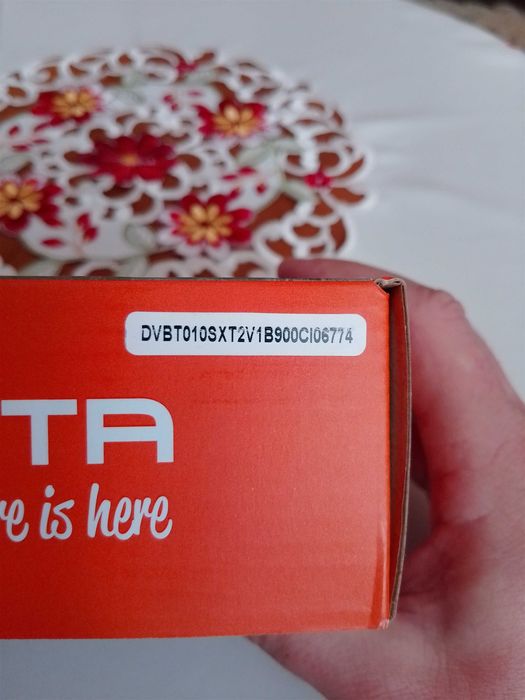 DVBT010SXT2V1B900CI06774
TA
re is here